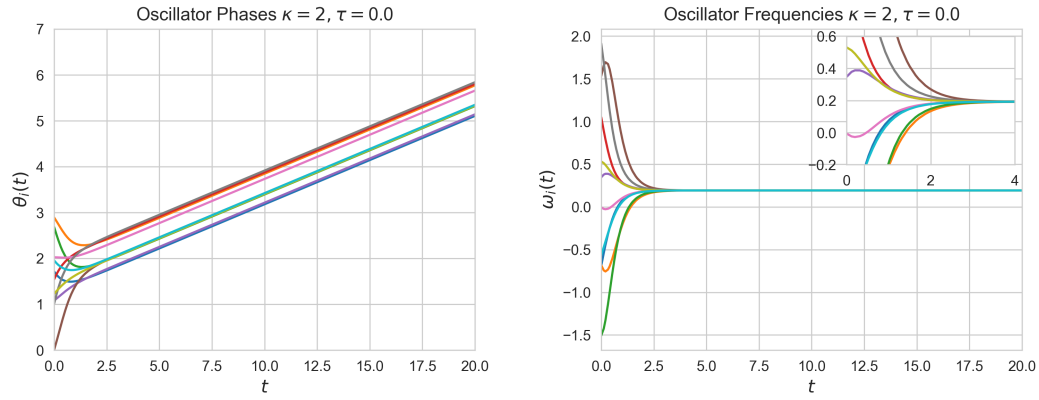 Oscillator Phases κ = 2, τ = 0.0
7
6
5
4
3
2
1
0
θᵢ(t)
0.0 2.5 5.0 7.5 10.0 12.5 15.0 17.5 20.0
t
Oscillator Frequencies κ = 2, τ = 0.0
2.0
1.5
1.0
0.5
0.0
−0.5
−1.0
−1.5
ωᵢ(t)
0.6
0.4
0.2
0.0
−0.2
0 2 4
0.0 2.5 5.0 7.5 10.0 12.5 15.0 17.5 20.0
t